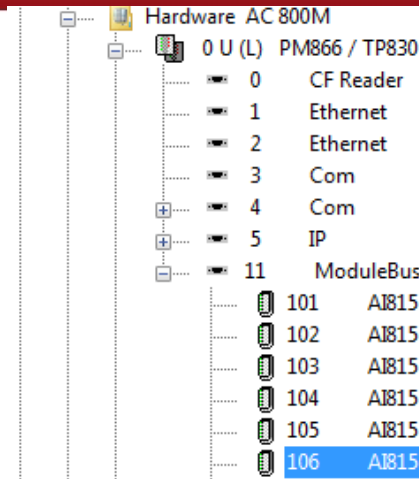 Hardware AC 800M
0 U (L) PM866 / TP830
0 CF Reader
1 Ethernet
2 Ethernet
3 Com
4 Com
5 IP
11 ModuleBus
101 AI815
102 AI815
103 AI815
104 AI815
105 AI815
106 AI815